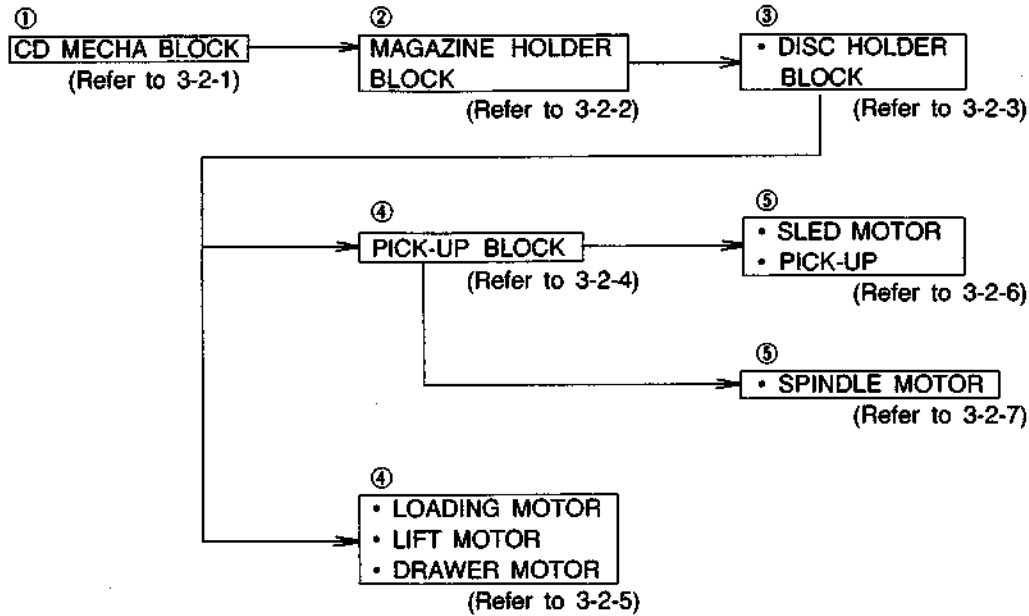 ①
CD MECHA BLOCK
(Refer to 3-2-1)
②
MAGAZINE HOLDER
BLOCK
(Refer to 3-2-2)
③
• DISC HOLDER
BLOCK
(Refer to 3-2-3)
④
PICK-UP BLOCK
(Refer to 3-2-4)
⑤
• SLED MOTOR
• PICK-UP
(Refer to 3-2-6)
⑤
• SPINDLE MOTOR
(Refer to 3-2-7)
④
• LOADING MOTOR
• LIFT MOTOR
• DRAWER MOTOR
(Refer to 3-2-5)